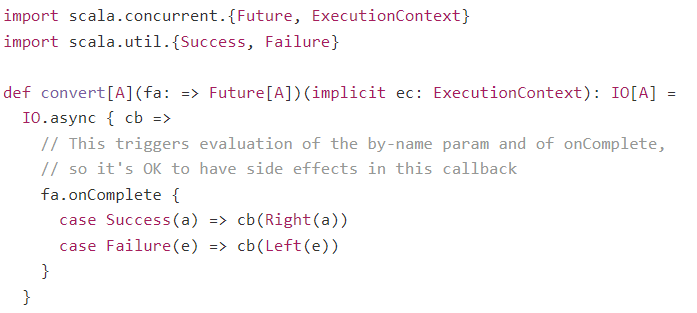 import scala.concurrent.{Future, ExecutionContext}
import scala.util.{Success, Failure}

def convert[A](fa: => Future[A])(implicit ec: ExecutionContext): IO[A] =
  IO.async { cb =>
    // This triggers evaluation of the by-name param and of onComplete,
    // so it's OK to have side effects in this callback
    fa.onComplete {
      case Success(a) => cb(Right(a))
      case Failure(e) => cb(Left(e))
    }
  }